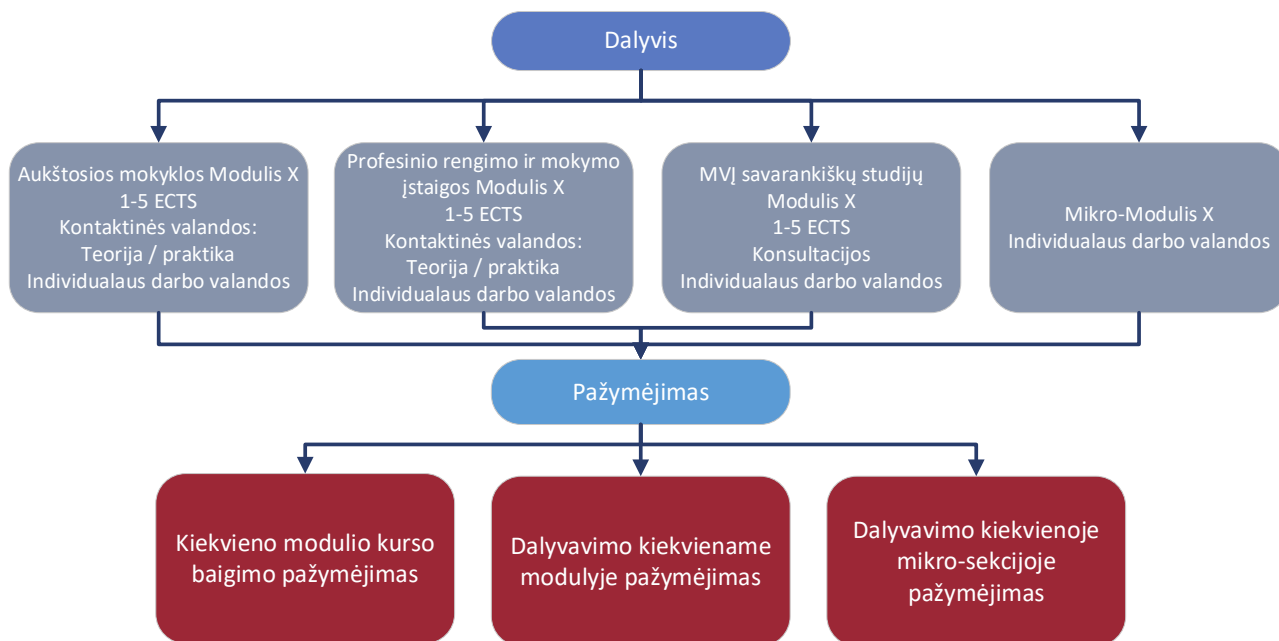 Dalyvis
Aukštosios mokyklos Modulis X
1-5 ECTS
Kontaktinės valandos:
Teorija / praktika
Individualaus darbo valandos
Profesinio rengimo ir mokymo
įstaigos Modulis X
1-5 ECTS
Kontaktinės valandos:
Teorija / praktika
Individualaus darbo valandos
MVĮ savarankiškų studijų
Modulis X
1-5 ECTS
Konsultacijos
Individualaus darbo valandos
Mikro-Modulis X
Individualaus darbo valandos
Pažymėjimas
Kiekvieno modulio kurso
baigimo pažymėjimas
Dalyvavimo kiekviename
modulyje pažymėjimas
Dalyvavimo kiekvienoje
mikro-sekcijoje
pažymėjimas